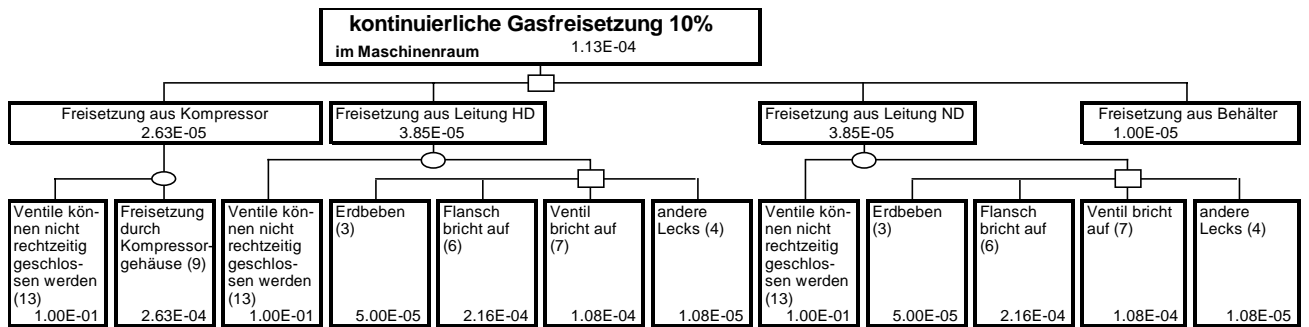 kontinuierliche Gasfreisetzung 10%
im Maschinenraum 1.13E-04
Freisetzung aus Kompressor
2.63E-05
Freisetzung aus Leitung HD
3.85E-05
Freisetzung aus Leitung ND
3.85E-05
Freisetzung aus Behälter
1.00E-05
Ventile kön-
nen nicht
rechtzeitig
geschlos-
sen werden
(13)
1.00E-01
Freisetzung
durch
Kompressor-
gehäuse (9)
2.63E-04
Ventile kön-
nen nicht
rechtzeitig
geschlos-
sen werden
(13)
1.00E-01
Erdbeben
(3)
5.00E-05
Flansch
bricht auf
(6)
2.16E-04
Ventil
bricht auf
(7)
1.08E-04
andere
Lecks (4)
1.08E-05
Ventile kön-
nen nicht
rechtzeitig
geschlos-
sen werden
(13)
1.00E-01
Erdbeben
(3)
5.00E-05
Flansch
bricht auf
(6)
2.16E-04
Ventil bricht
auf (7)
1.08E-04
andere
Lecks (4)
1.08E-05